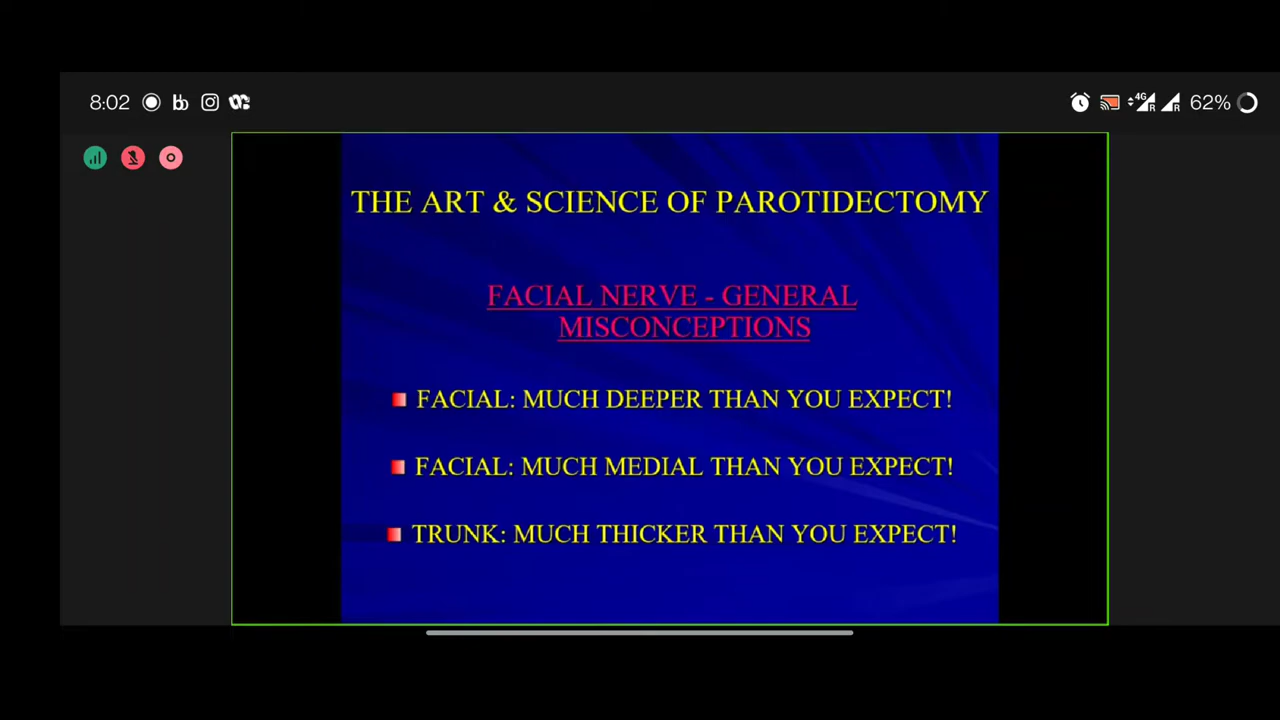 8:02
4G
R
R
62%
THE ART & SCIENCE OF PAROTIDECTOMY
FACIAL NERVE - GENERAL
MISCONCEPTIONS
FACIAL: MUCH DEEPER THAN YOU EXPECT!
FACIAL: MUCH MEDIAL THAN YOU EXPECT!
TRUNK: MUCH THICKER THAN YOU EXPECT!